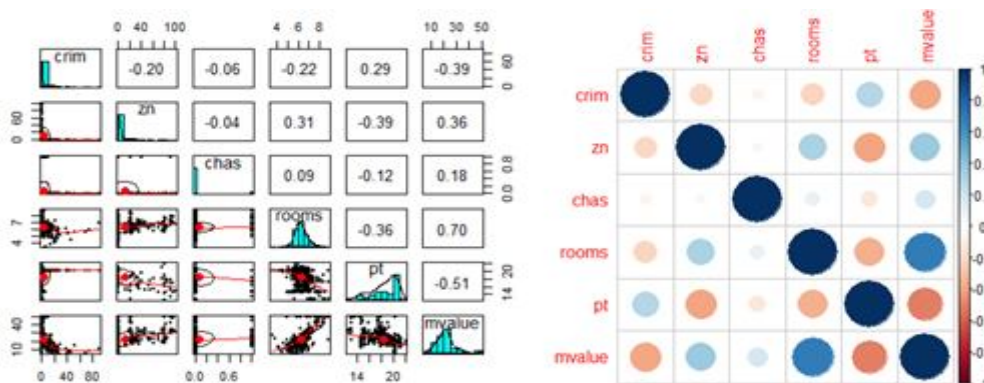 0 40 100
4 6 8
10 30 50
crim
-0.20
-0.06
-0.22
0.29
-0.39
0 60
0 60
zn
-0.04
0.31
-0.39
0.36
chas
0.09
-0.12
0.18
0.0 0.8
4 7
rooms
-0.36
0.70
pt
-0.51
14 20
10 40
mvalue
0 40 80
0.0 0.6
14 20
crim
zn
chas
rooms
pt
mvalue
crim
zn
chas
rooms
pt
mvalue